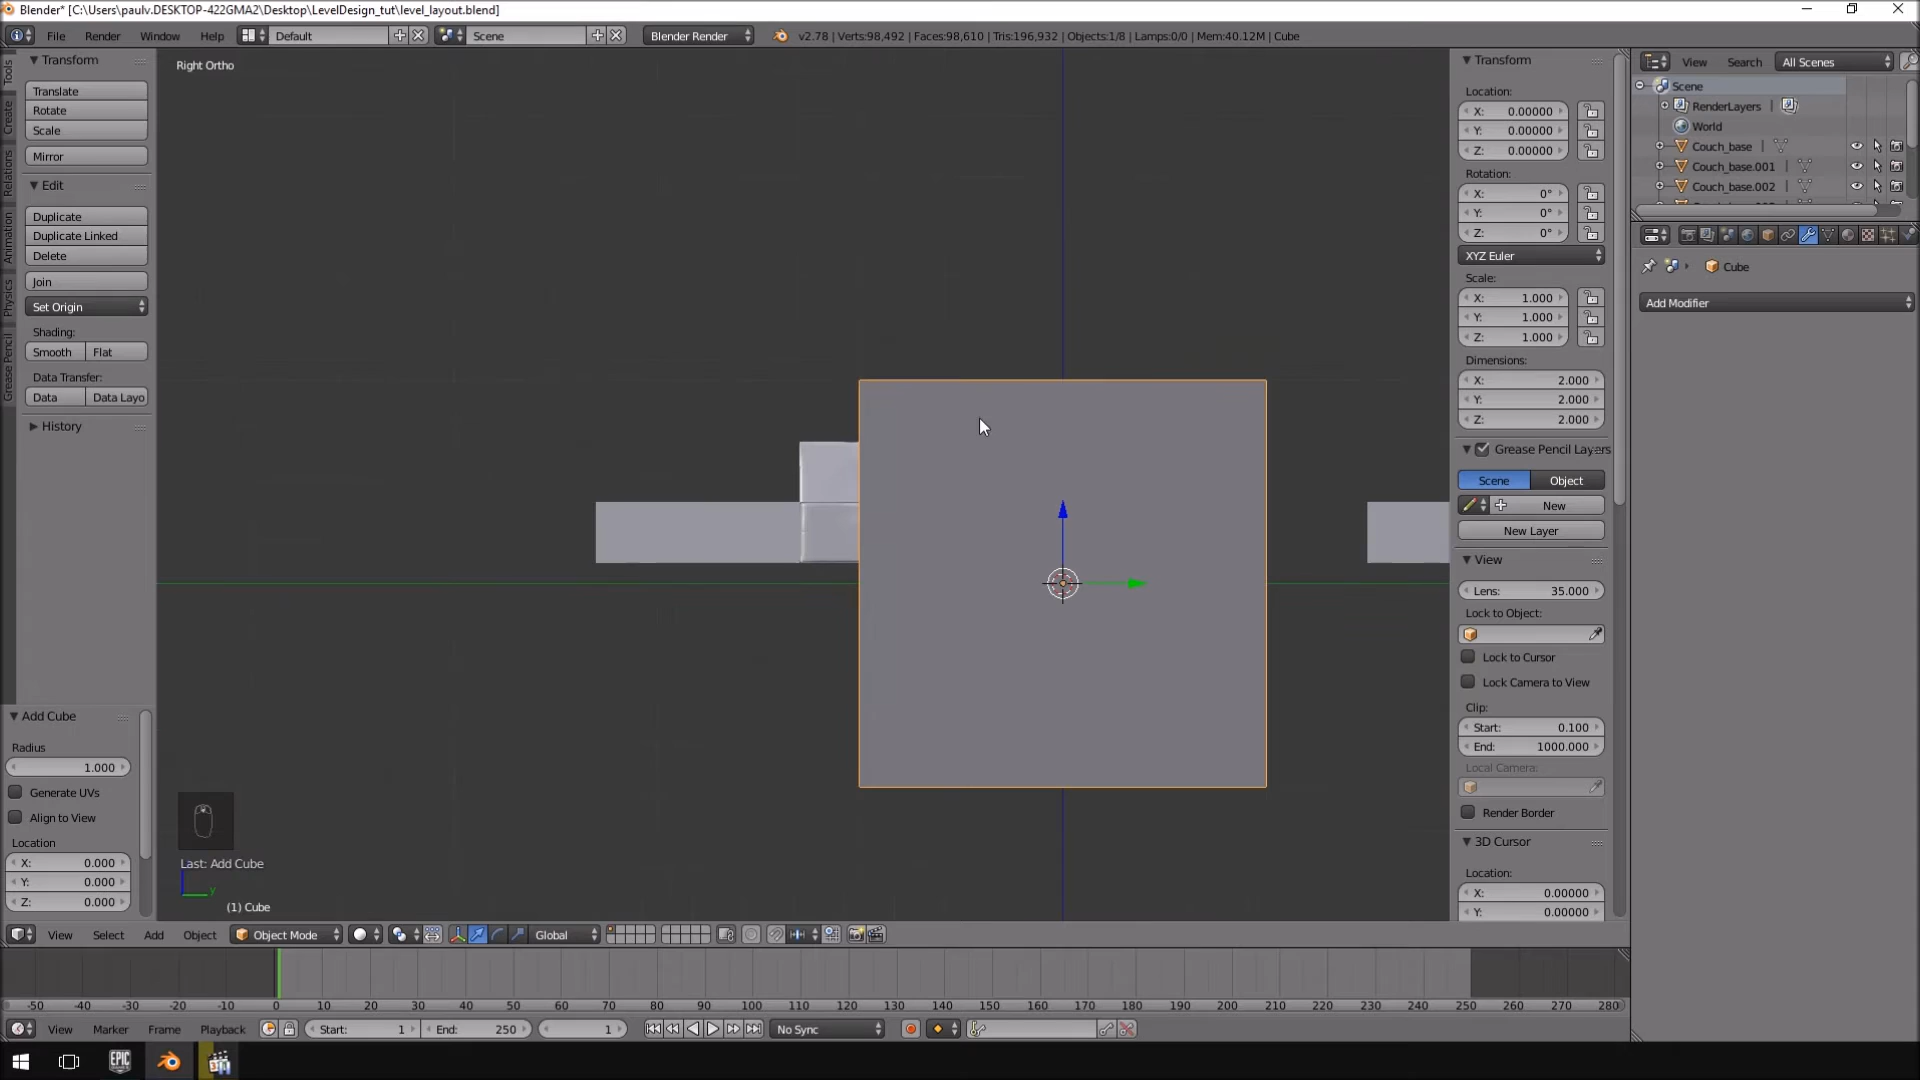 Blender* [C:\Users\paulv.DESKTOP-422GMA2\Desktop\LevelDesign_tut\level_layout.blend]
File Render Window Help Default Scene Blender Render v2.78 | Verts:98,492 | Faces:98,610 | Tris:196,932 | Objects:1/8 | Lamps:0/0 | Mem:40.12M | Cube
Tools
Create
Relations
Animation
Physics
Grease Pencil
Transform
Translate
Rotate
Scale
Mirror
Edit
Duplicate
Duplicate Linked
Delete
Join
Set Origin
Shading:
Smooth Flat
Data Transfer:
Data Data Layo
History
Add Cube
Radius
1.000
Generate UVs
Align to View
Location
X: 0.000
Y: 0.000
Z: 0.000
Right Ortho
Last: Add Cube
y
(1) Cube
Transform
Location:
X: 0.00000
Y: 0.00000
Z: 0.00000
Rotation:
X: 0°
Y: 0°
Z: 0°
XYZ Euler
Scale:
X: 1.000
Y: 1.000
Z: 1.000
Dimensions:
X: 2.000
Y: 2.000
Z: 2.000
Grease Pencil Layers
Scene Object
New
New Layer
View
Lens: 35.000
Lock to Object:
Lock to Cursor
Lock Camera to View
Clip:
Start: 0.100
End: 1000.000
Local Camera:
Render Border
3D Cursor
Location:
X: 0.00000
Y: 0.00000
View Search All Scenes
Scene
RenderLayers |
World
Couch_base |
Couch_base.001 |
Couch_base.002 |
Cube
Add Modifier
View Select Add Object Object Mode Global
-50 -40 -30 -20 -10 0 10 20 30 40 50 60 70 80 90 100 110 120 130 140 150 160 170 180 190 200 210 220 230 240 250 260 270 280
View Marker Frame Playback Start: 1 End: 250 1 No Sync
EPIC